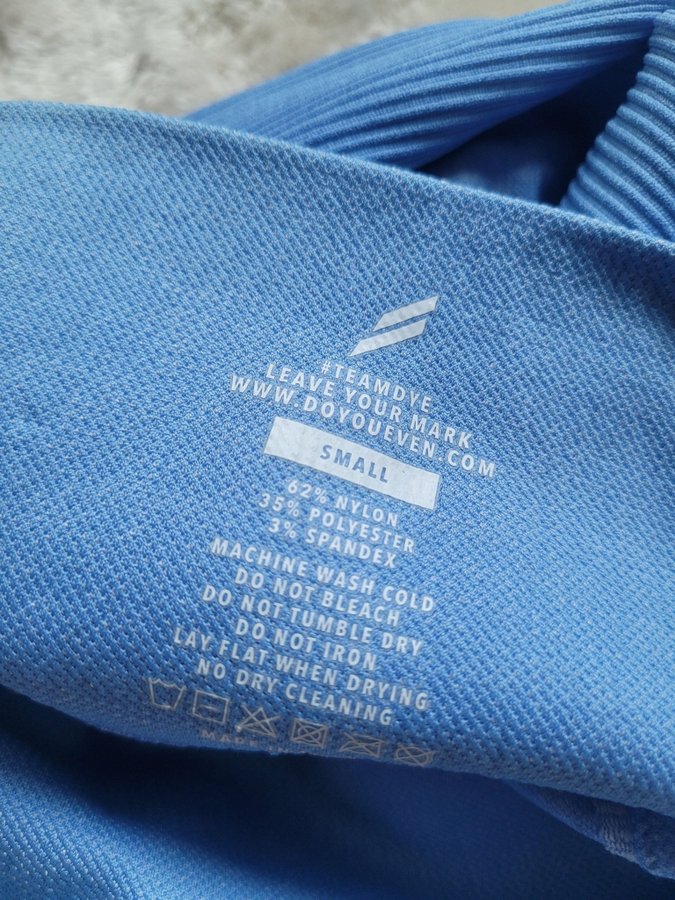 #TEAMDYE
LEAVE YOUR MARK
WWW.DOYOUEVEN.COM
SMALL
62% NYLON
35% POLYESTER
3% SPANDEX
MACHINE WASH COLD
DO NOT BLEACH
DO NOT TUMBLE DRY
DO NOT IRON
LAY FLAT WHEN DRYING
NO DRY CLEANING